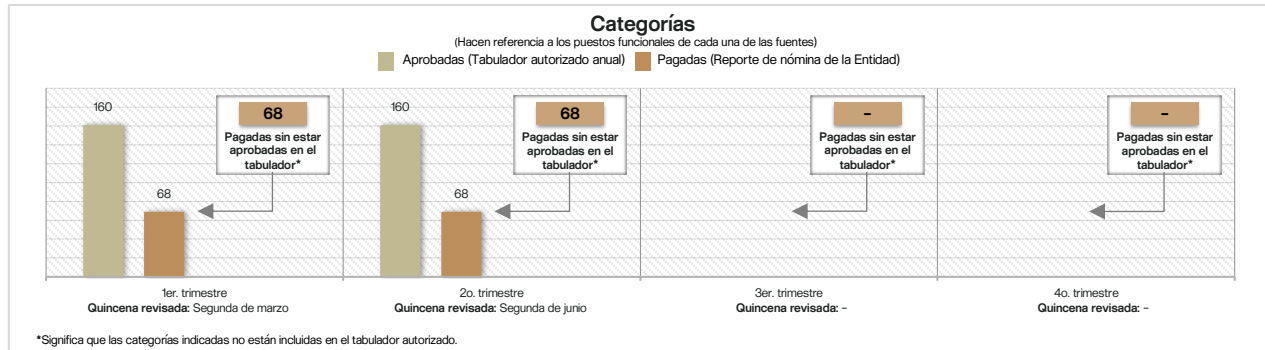 Categorías
(Hacen referencia a los puestos funcionales de cada una de las fuentes)
Aprobadas (Tabulador autorizado anual) Pagadas (Reporte de nómina de la Entidad)
160
68
68
Pagadas sin estar
aprobadas en el
tabulador*
160
68
68
Pagadas sin estar
aprobadas en el
tabulador*
-
Pagadas sin estar
aprobadas en el
tabulador*
-
Pagadas sin estar
aprobadas en el
tabulador*
1er. trimestre
Quincena revisada: Segunda de marzo
2o. trimestre
Quincena revisada: Segunda de junio
3er. trimestre
Quincena revisada: -
4o. trimestre
Quincena revisada: -
*Significa que las categorías indicadas no están incluidas en el tabulador autorizado.